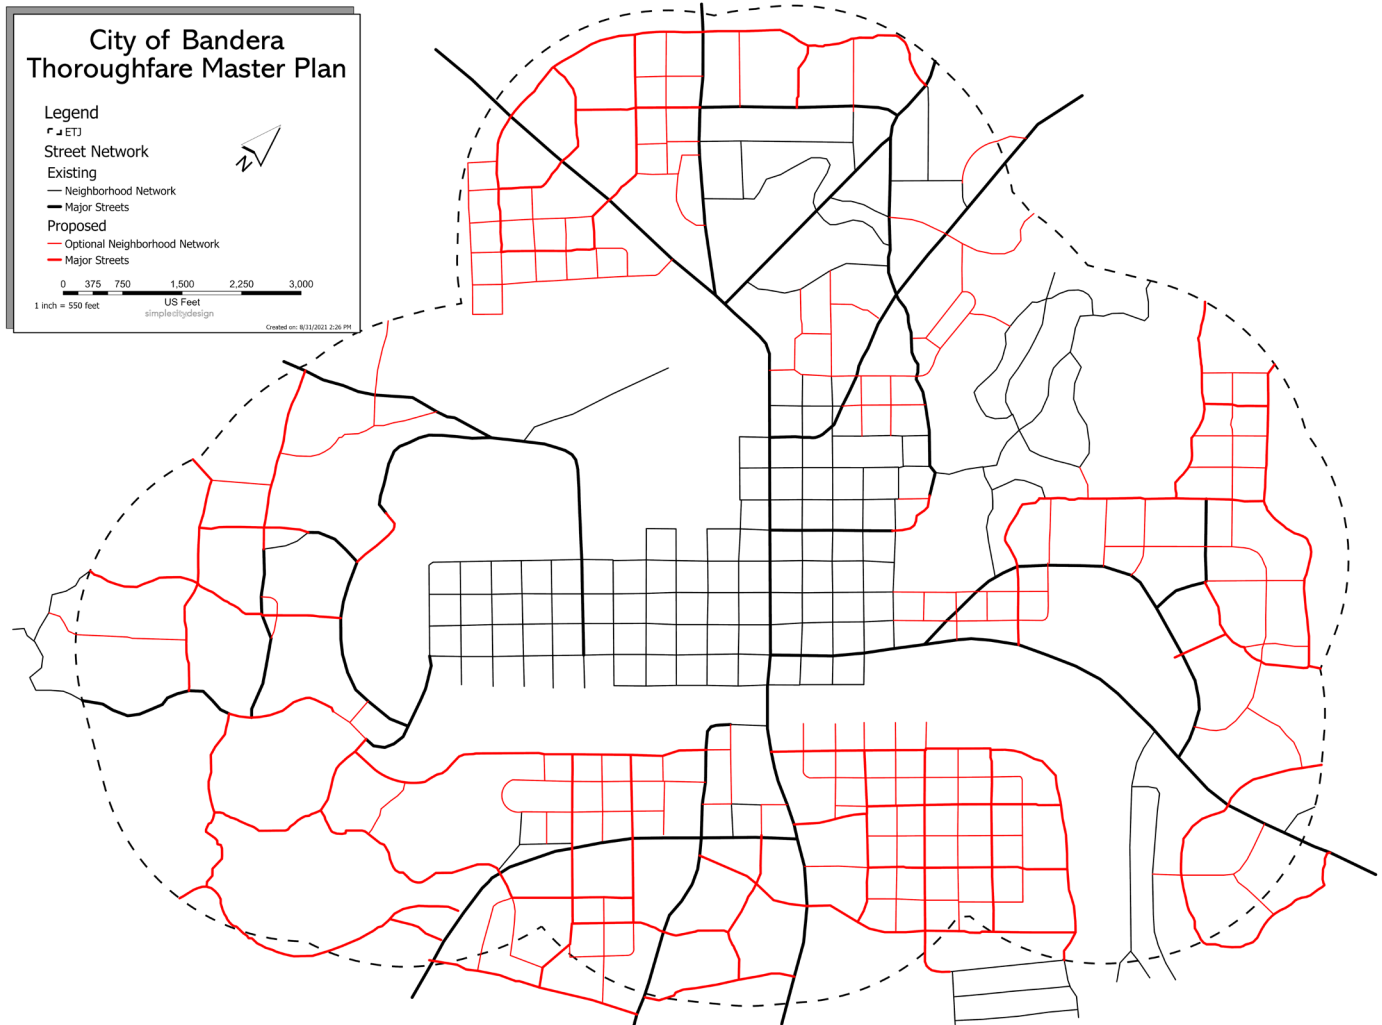 City of Bandera
Thoroughfare Master Plan
Legend
ETJ
Street Network
Existing
Neighborhood Network
Major Streets
Proposed
Optional Neighborhood Network
Major Streets
N
0 375 750 1,500 2,250 3,000
US Feet
1 inch = 550 feet
simplecitydesign
Created on: 8/31/2021 2:26 PM